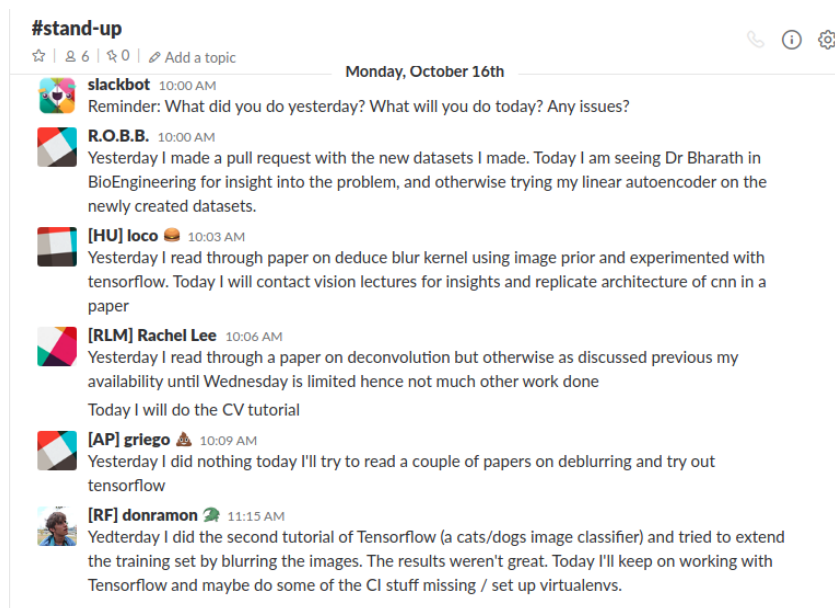 #stand-up
6 | 0 | Add a topic
Monday, October 16th
slackbot 10:00 AM
Reminder: What did you do yesterday? What will you do today? Any issues?
R.O.B.B. 10:00 AM
Yesterday I made a pull request with the new datasets I made. Today I am seeing Dr Bharath in
BioEngineering for insight into the problem, and otherwise trying my linear autoencoder on the
newly created datasets.
[HU] loco 🍔 10:03 AM
Yesterday I read through paper on deduce blur kernel using image prior and experimented with
tensorflow. Today I will contact vision lectures for insights and replicate architecture of cnn in a
paper
[RLM] Rachel Lee 10:06 AM
Yesterday I read through a paper on deconvolution but otherwise as discussed previous my
availability until Wednesday is limited hence not much other work done
Today I will do the CV tutorial
[AP] griego 💩 10:09 AM
Yesterday I did nothing today I'll try to read a couple of papers on deblurring and try out
tensorflow
[RF] donramon 🐲 11:15 AM
Yedterday I did the second tutorial of Tensorflow (a cats/dogs image classifier) and tried to extend
the training set by blurring the images. The results weren't great. Today I'll keep on working with
Tensorflow and maybe do some of the CI stuff missing / set up virtualenvs.